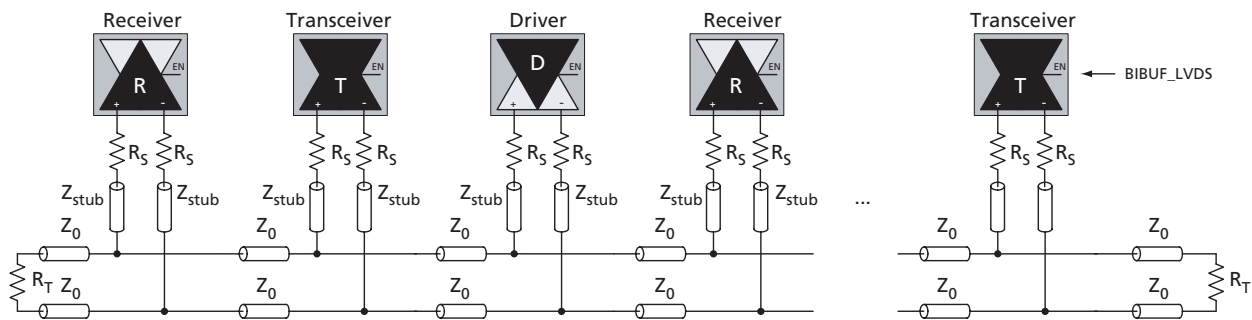 Receiver Transceiver Driver Receiver Transceiver
R EN T EN D EN R EN T EN BIBUF_LVDS
+ - + - + - + - + -
RS RS RS RS RS RS RS RS RS RS
Zstub Zstub Zstub Zstub Zstub Zstub Zstub ...
Z0 Z0 Z0 Z0 Z0 Z0
RT RT
Z0 Z0 Z0 Z0 Z0 Z0